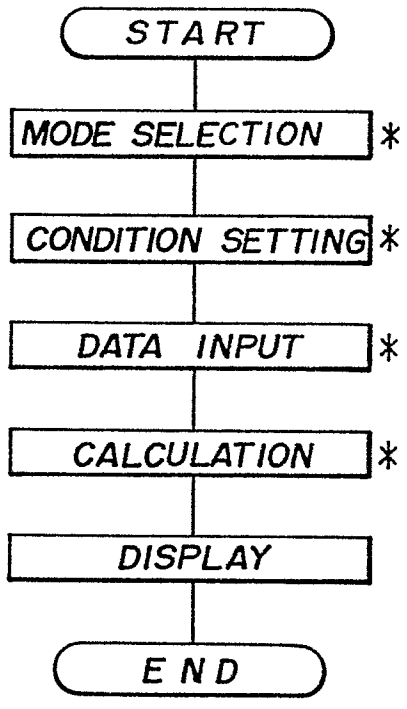 START
MODE SELECTION *
CONDITION SETTING *
DATA INPUT *
CALCULATION *
DISPLAY
END